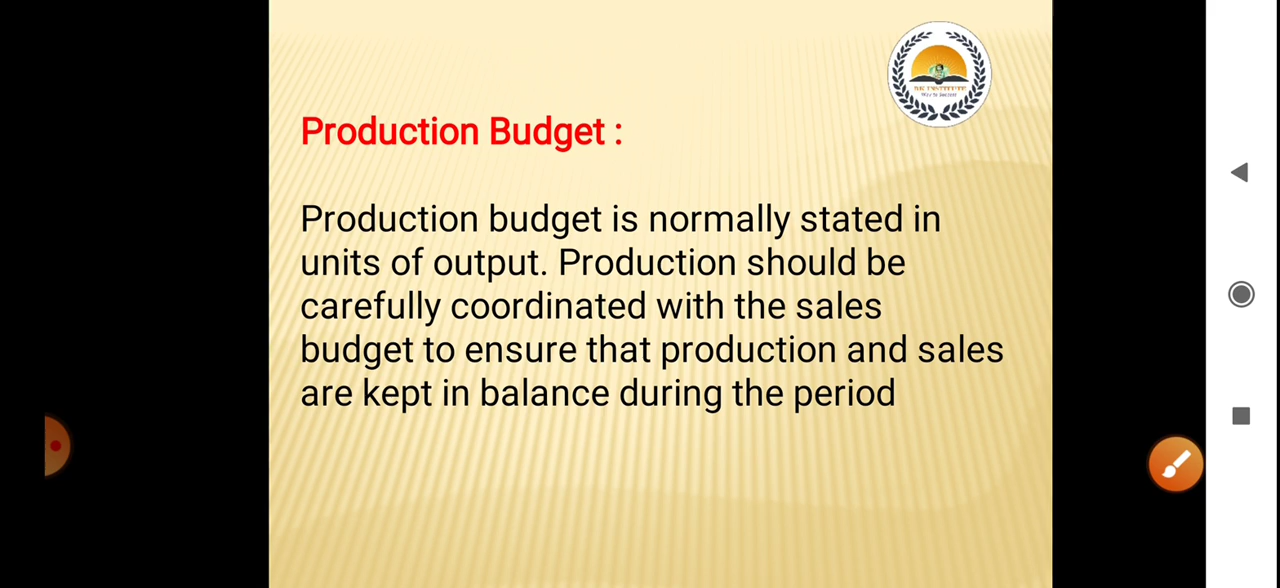 Production Budget :
Production budget is normally stated in
units of output. Production should be
carefully coordinated with the sales
budget to ensure that production and sales
are kept in balance during the period